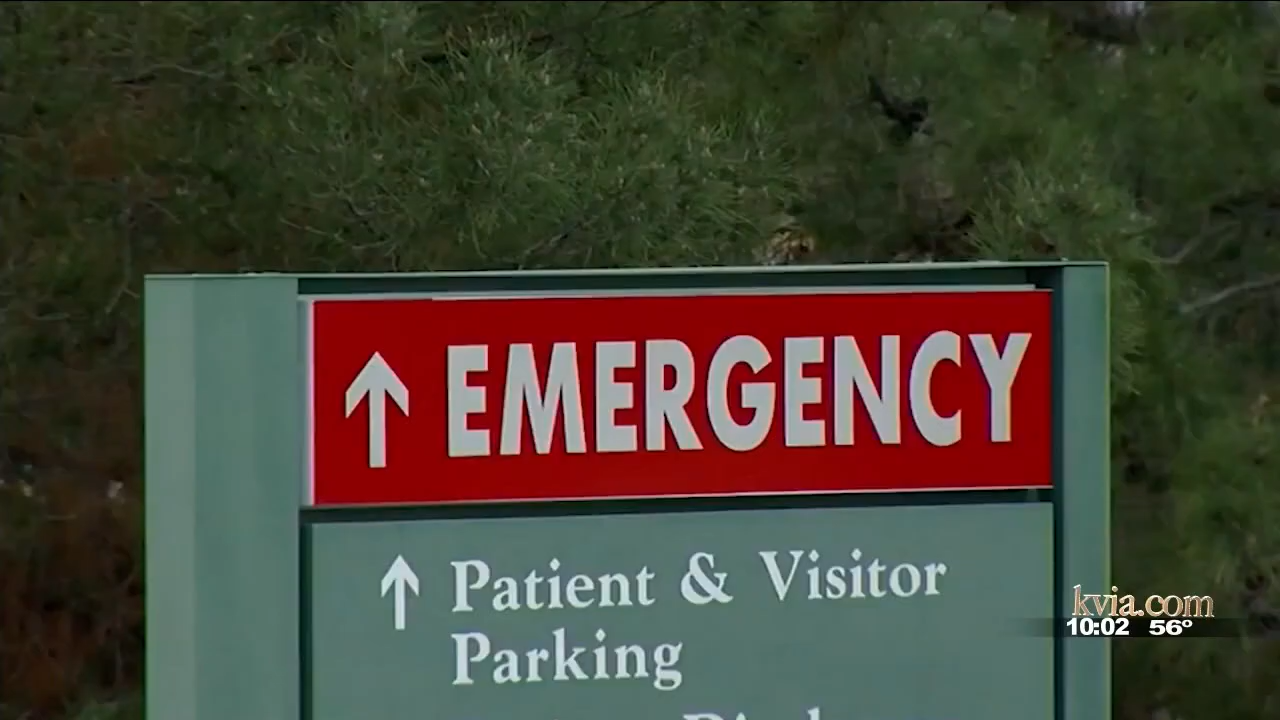 ↑ EMERGENCY
↑ Patient & Visitor
Parking
kvia.com
10:02 56°